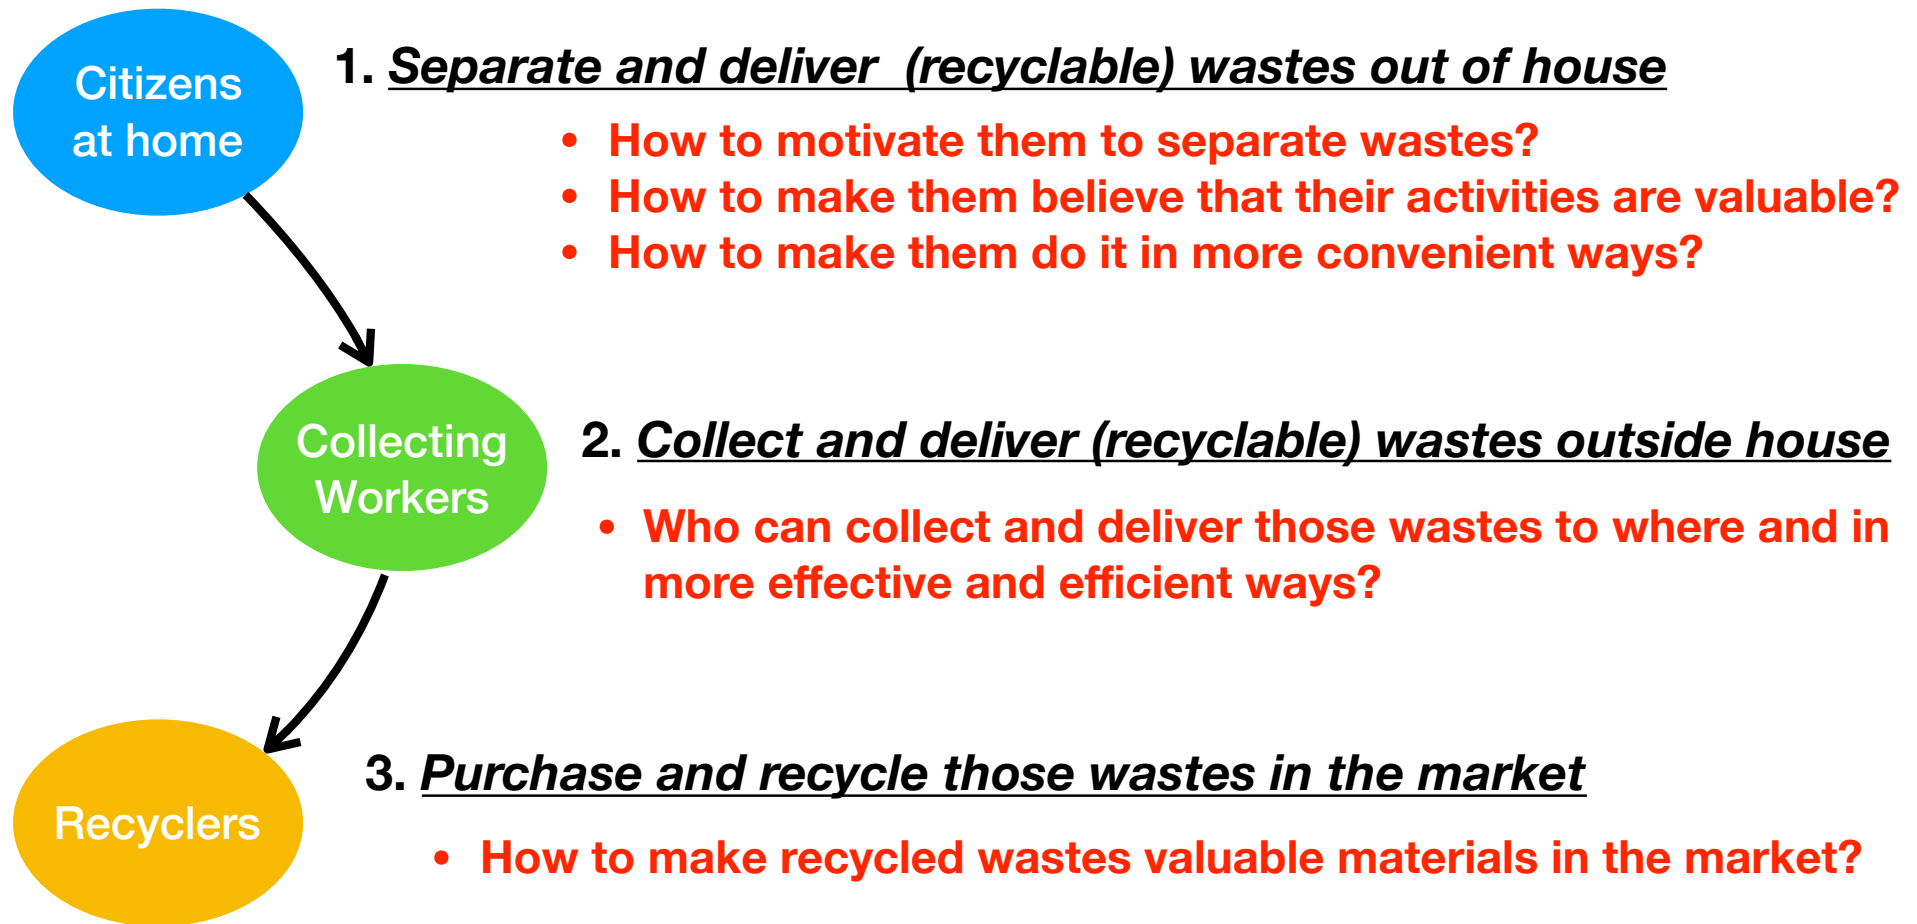 Citizens
at home
1. Separate and deliver  (recyclable) wastes out of house
• How to motivate them to separate wastes?
• How to make them believe that their activities are valuable?
• How to make them do it in more convenient ways?
Collecting
Workers
2. Collect and deliver (recyclable) wastes outside house
• Who can collect and deliver those wastes to where and in
more effective and efficient ways?
Recyclers
3. Purchase and recycle those wastes in the market
• How to make recycled wastes valuable materials in the market?